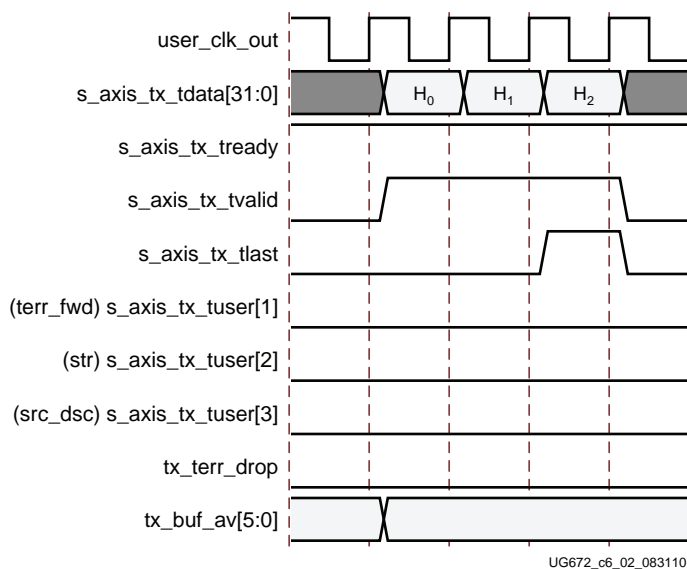 user_clk_out
s_axis_tx_tdata[31:0] H0 H1 H2
s_axis_tx_tready
s_axis_tx_tvalid
s_axis_tx_tlast
(terr_fwd) s_axis_tx_tuser[1]
(str) s_axis_tx_tuser[2]
(src_dsc) s_axis_tx_tuser[3]
tx_terr_drop
tx_buf_av[5:0]
UG672_c6_02_083110